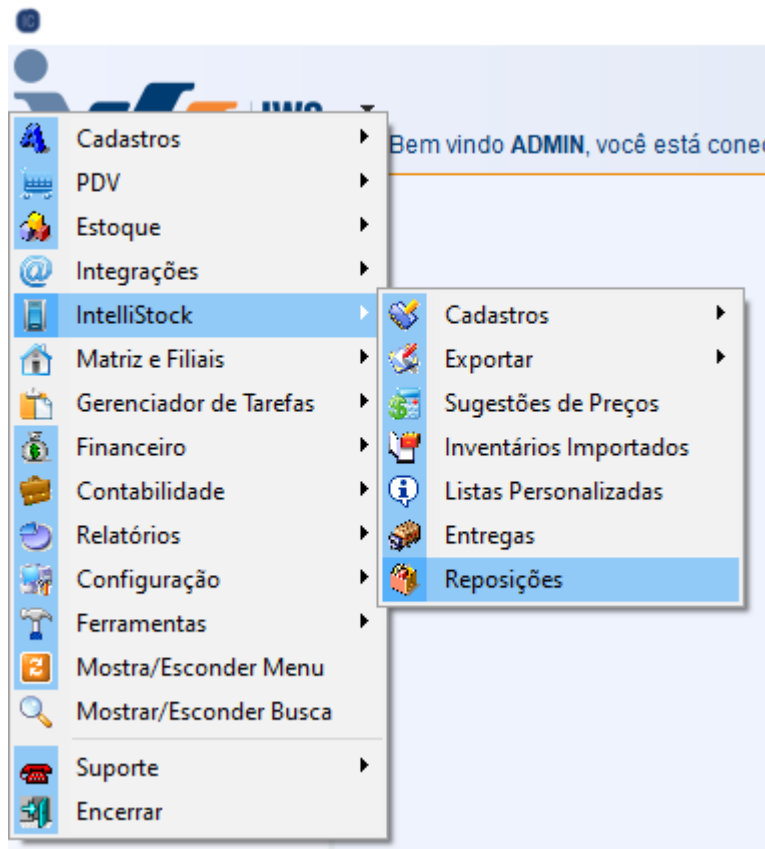 IC
Bem vindo ADMIN, você está
Cadastros
PDV
Estoque
Integrações
IntelliStock
Matriz e Filiais
Gerenciador de Tarefas
Financeiro
Contabilidade
Relatórios
Configuração
Ferramentas
Mostra/Esconder Menu
Mostrar/Esconder Busca
Suporte
Encerrar
Cadastros
Exportar
Sugestões de Preços
Inventários Importados
Listas Personalizadas
Entregas
Reposições